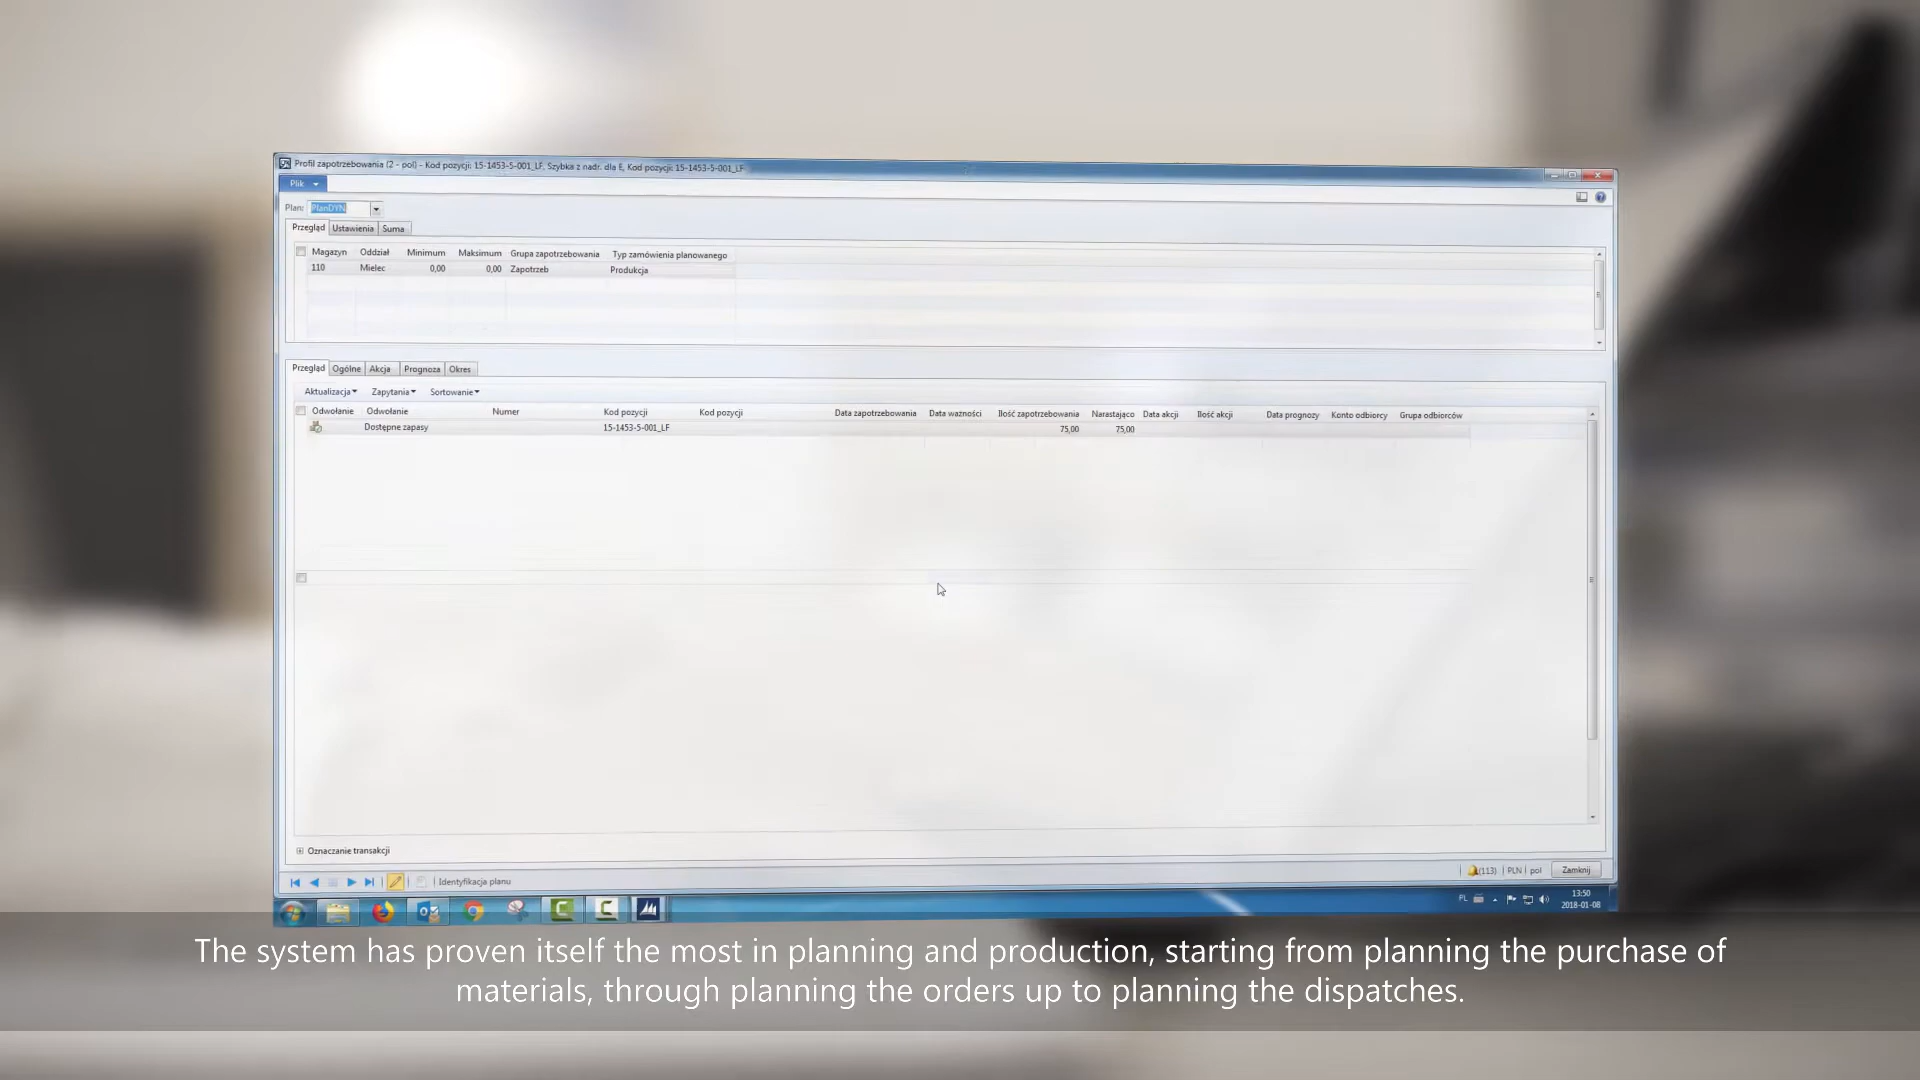 Profil zapotrzebowania (2 - pol) - Kod pozycji: 15-1453-5-001_LF, Szybka z nadr. dla E, Kod pozycji: 15-1453-5-001_LF
Plik
Plan: PlanDYN
Przegląd Ustawienia Suma
Magazyn Oddział Minimum Maksimum Grupa zapotrzebowania Typ zamówienia planowanego
110 Mielec 0,00 0,00 Zapotrzeb Produkcja
Przegląd Ogólne Akcja Prognoza Okres
Aktualizacja Zapytania Sortowanie
Odwołanie Odwołanie Numer Kod pozycji Kod pozycji Data zapotrzebowania Data ważności Ilość zapotrzebowania Narastająco Data akcji Ilość akcji Data prognozy Konto odbiorcy Grupa odbiorców
Dostępne zapasy 15-1453-5-001_LF 75,00 75,00
Oznaczanie transakcji
Identyfikacja planu (113) PLN pol Zamknij
PL 13:50
2018-01-08
The system has proven itself the most in planning and production, starting from planning the purchase of
materials, through planning the orders up to planning the dispatches.